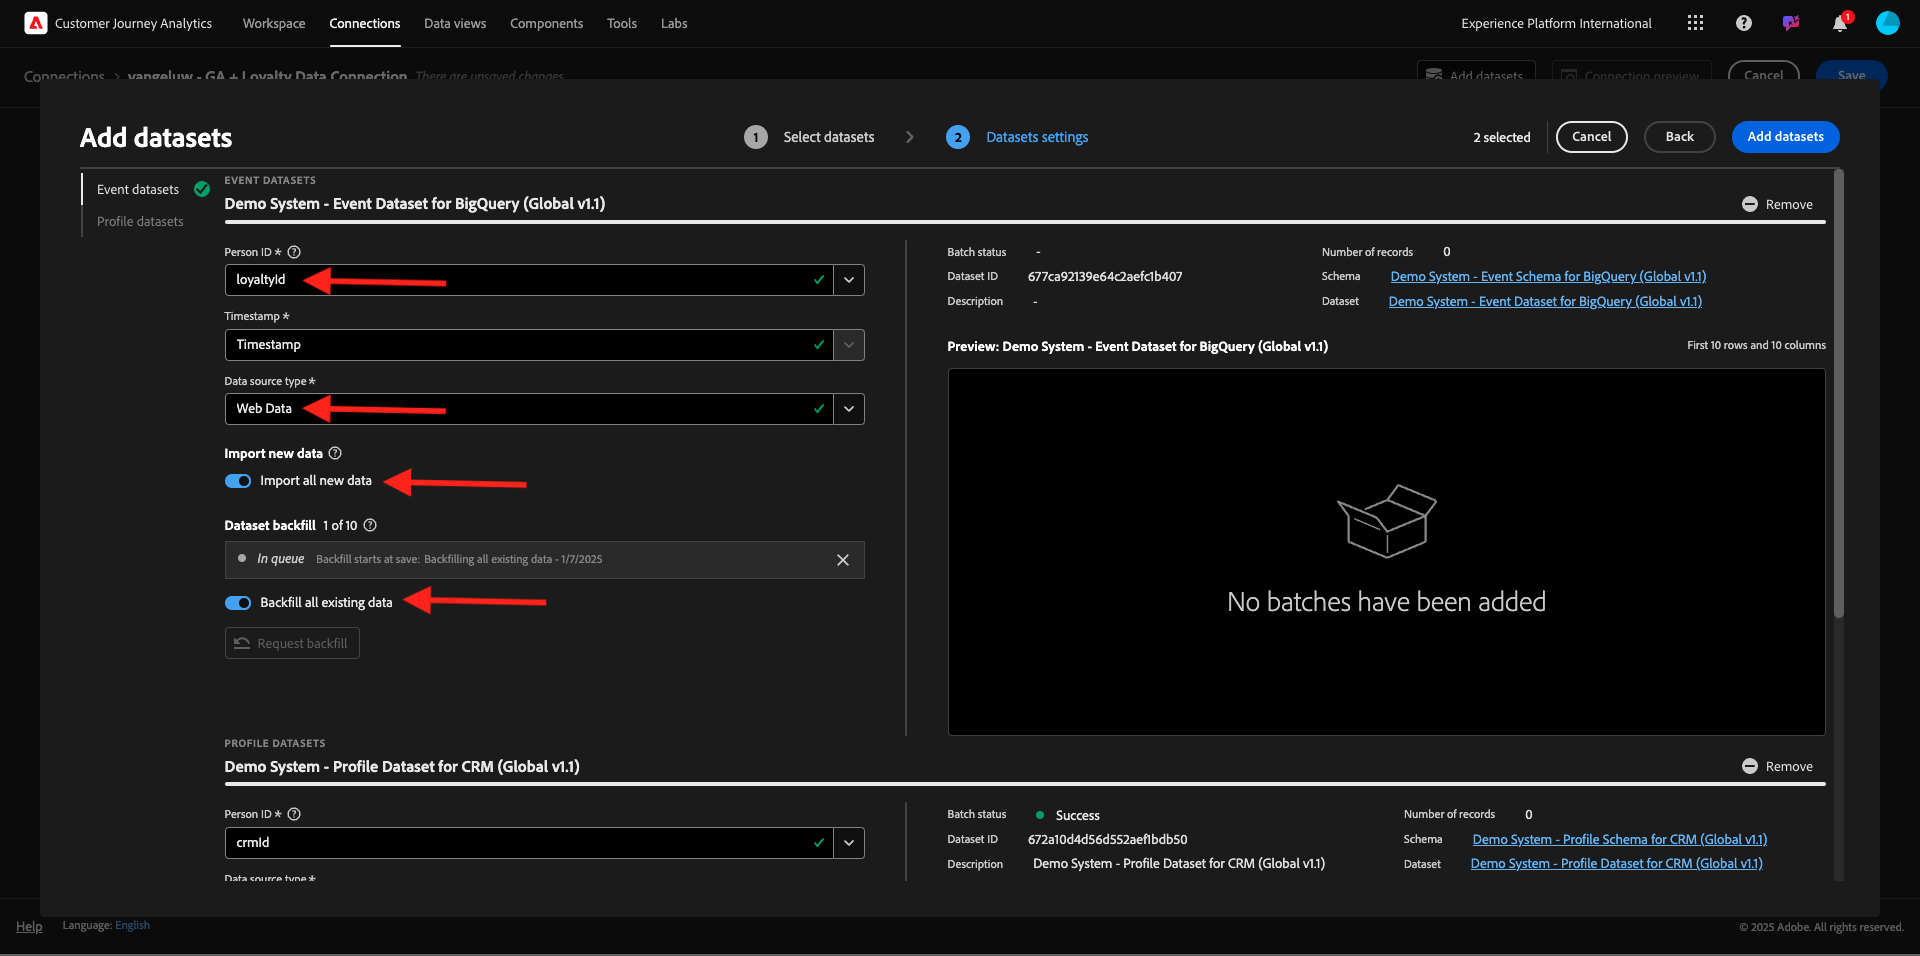 Customer Journey Analytics
Workspace
Connections
Data views
Components
Tools
Labs
Experience Platform International
1
Connections > vangeluw - GA + Loyalty Data Connection There are unsaved changes
Add datasets
Connection preview
Cancel
Save
Add datasets
1 Select datasets
2 Datasets settings
2 selected
Cancel
Back
Add datasets
Event datasets
Profile datasets
EVENT DATASETS
Demo System - Event Dataset for BigQuery (Global v1.1)
Remove
Person ID *
loyaltyId
Timestamp *
Timestamp
Data source type *
Web Data
Import new data
Import all new data
Dataset backfill 1 of 10
In queue Backfill starts at save: Backfilling all existing data - 1/7/2025
Backfill all existing data
Request backfill
Batch status -
Dataset ID 677ca92139e64c2aefc1b407
Description -
Number of records 0
Schema Demo System - Event Schema for BigQuery (Global v1.1)
Dataset Demo System - Event Dataset for BigQuery (Global v1.1)
Preview: Demo System - Event Dataset for BigQuery (Global v1.1)
First 10 rows and 10 columns
No batches have been added
PROFILE DATASETS
Demo System - Profile Dataset for CRM (Global v1.1)
Remove
Person ID *
crmId
Data source type *
Batch status Success
Dataset ID 672a10d4d56d552aef1bdb50
Description Demo System - Profile Dataset for CRM (Global v1.1)
Number of records 0
Schema Demo System - Profile Schema for CRM (Global v1.1)
Dataset Demo System - Profile Dataset for CRM (Global v1.1)
Help
Language: English
© 2025 Adobe. All rights reserved.